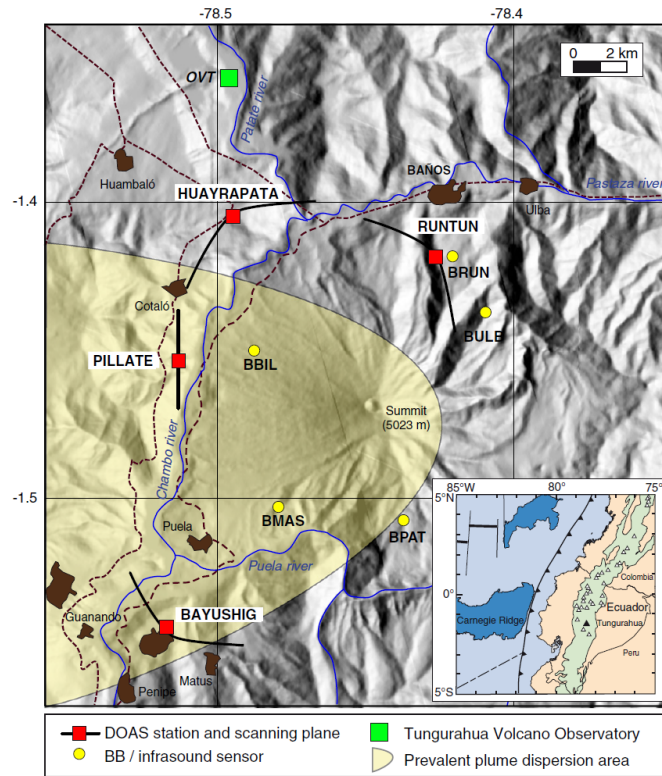 -78.5
-78.4
0 2 km
OVT
Patate river
Huambaló
HUAYRAPATA
BAÑOS
Pastaza river
-1.4
Ulba
RUNTUN
BRUN
Cotaló
BULB
BBIL
PILLATE
Summit
(5023 m)
Chambo river
-1.5
BMAS
BPAT
Puela
Puela river
Guanando
BAYUSHIG
Matus
Penipe
85°W
80°
75°
5°N
Colombia
0°
Ecuador
Carnegie Ridge
Tungurahua
Peru
5°S
DOAS station and scanning plane
Tungurahua Volcano Observatory
BB / infrasound sensor
Prevalent plume dispersion area